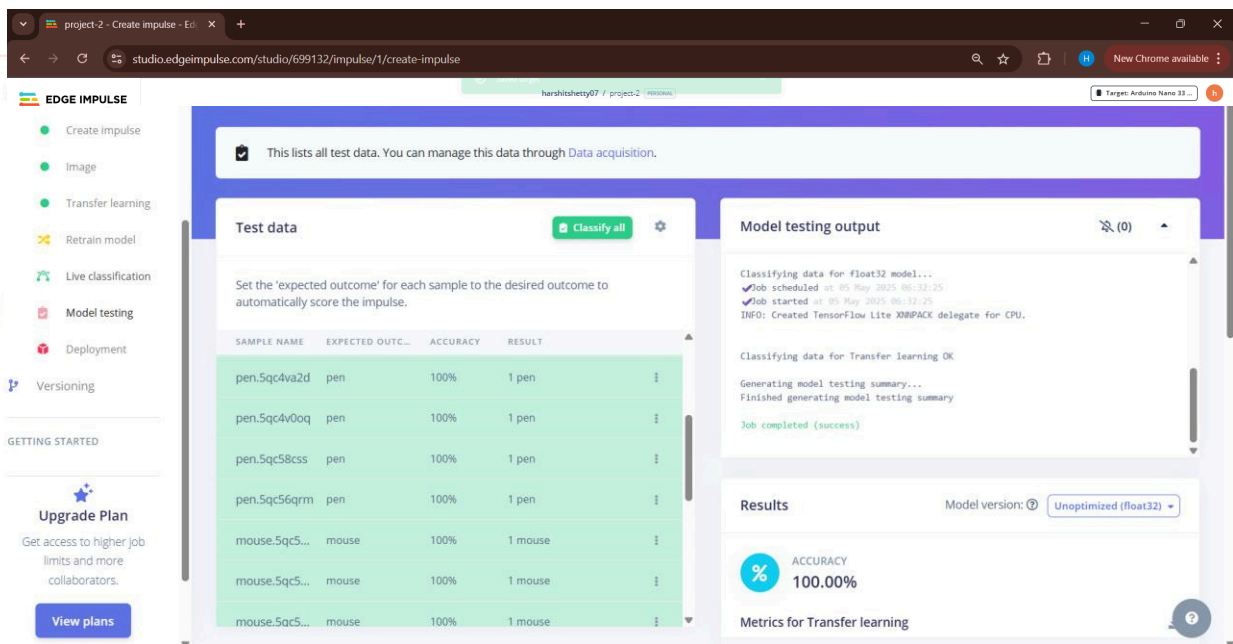 project-2 - Create impulse - Ed
studio.edgeimpulse.com/studio/699132/impulse/1/create-impulse
H
New Chrome available
EDGE IMPULSE
harshitshetty07 / project-2 PERSONAL
Target: Arduino Nano 33 ...
h
Create impulse
Image
Transfer learning
Retrain model
Live classification
Model testing
Deployment
Versioning
GETTING STARTED
Upgrade Plan
Get access to higher job
limits and more
collaborators.
View plans
This lists all test data. You can manage this data through Data acquisition.
Test data
Classify all
Set the 'expected outcome' for each sample to the desired outcome to
automatically score the impulse.
SAMPLE NAME EXPECTED OUTC... ACCURACY RESULT
pen.5qc4va2d pen 100% 1 pen
pen.5qc4v0oq pen 100% 1 pen
pen.5qc58css pen 100% 1 pen
pen.5qc56qrm pen 100% 1 pen
mouse.5qc5... mouse 100% 1 mouse
mouse.5qc5... mouse 100% 1 mouse
mouse.5qc5... mouse 100% 1 mouse
Model testing output
(0)
Classifying data for float32 model...
Job scheduled at 05 May 2025 06:32:25
Job started at 05 May 2025 06:32:25
INFO: Created TensorFlow Lite XNNPACK delegate for CPU.
Classifying data for Transfer learning OK
Generating model testing summary...
Finished generating model testing summary
Job completed (success)
Results
Model version: ? Unoptimized (float32)
%
ACCURACY
100.00%
Metrics for Transfer learning
?